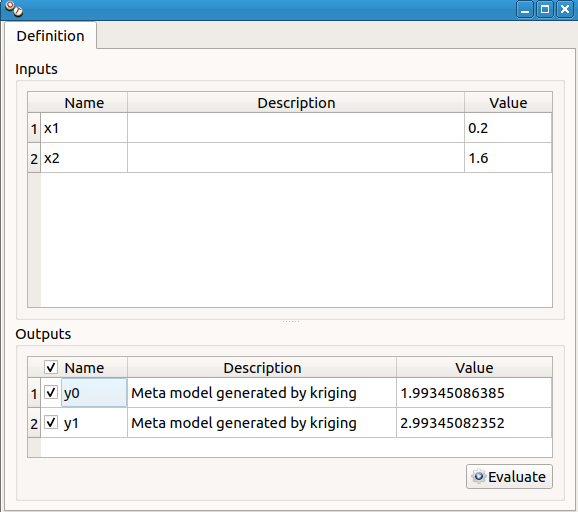 Definition
Inputs
Name Description Value
1 x1 0.2
2 x2 1.6
Outputs
Name Description Value
1 y0 Meta model generated by kriging 1.99345086385
2 y1 Meta model generated by kriging 2.99345082352
Evaluate